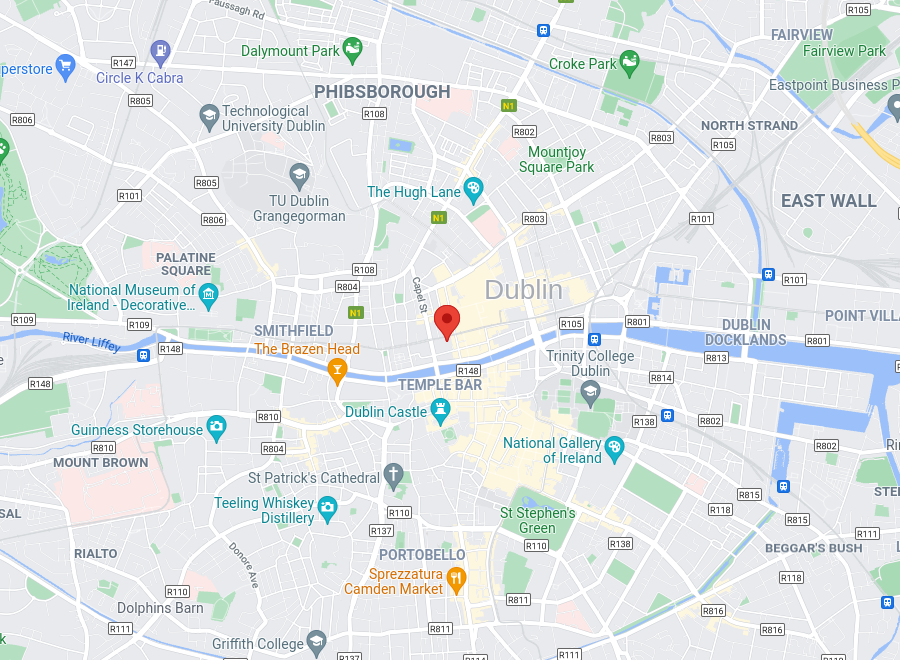 Faussagh Rd
R105
FAIRVIEW
Fairview Park
Dalymount Park
Croke Park
perstore
R147
Circle K Cabra
Eastpoint Business P
PHIBSBOROUGH
R805
N1
R806
Technological
University Dublin
R108
R802
R803
NORTH STRAND
R105
Mountjoy
Square Park
R805
R101
TU Dublin
Grangegorman
The Hugh Lane
EAST WALL
R806
N1
R803
R101
PALATINE
SQUARE
R108
R804
Capel St
Dublin
R101
National Museum of
Ireland - Decorative...
N1
R109
R109
SMITHFIELD
R105
R801
DUBLIN
DOCKLANDS
POINT VILLA
R801
River Liffey
R148
The Brazen Head
Trinity College
Dublin
R813
R148
R148
TEMPLE BAR
R814
Dublin Castle
R810
R138
R802
Guinness Storehouse
R810
R804
National Gallery
of Ireland
R802
Rin
MOUNT BROWN
St Patrick's Cathedral
R815
STE
Teeling Whiskey
Distillery
R110
St Stephen's
Green
R118
R815
SAL
R137
R111
R110
R138
BEGGAR'S BUSH
RIALTO
Donore Ave
PORTOBELLO
Sprezzatura
Camden Market
R118
R110
Dolphins Barn
R811
R816
R111
R811
R816
Griffith College
R137
R114
R111
R118